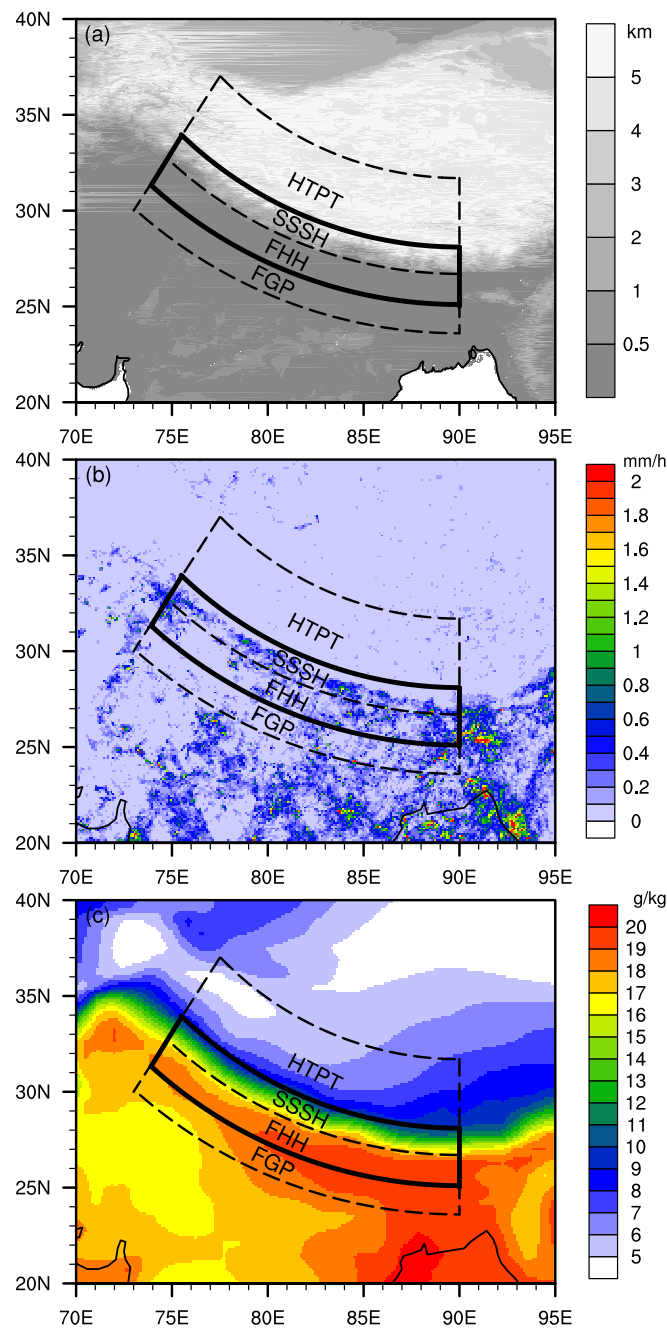 40N
(a)
km
35N
5
4
HTPT
3
30N
SSSH
FHH
2
FGP
1
25N
0.5
20N
70E 75E 80E 85E 90E 95E
mm/h
40N
(b)
2
1.8
35N
1.6
1.4
HTPT
1.2
30N
SSSH
1
FHH
0.8
FGP
0.6
25N
0.4
0.2
20N
0
70E 75E 80E 85E 90E 95E
g/kg
40N
(c)
20
19
18
35N
17
16
15
HTPT
14
30N
13
SSSH
12
FHH
11
FGP
10
25N
9
8
7
6
20N
5
70E 75E 80E 85E 90E 95E